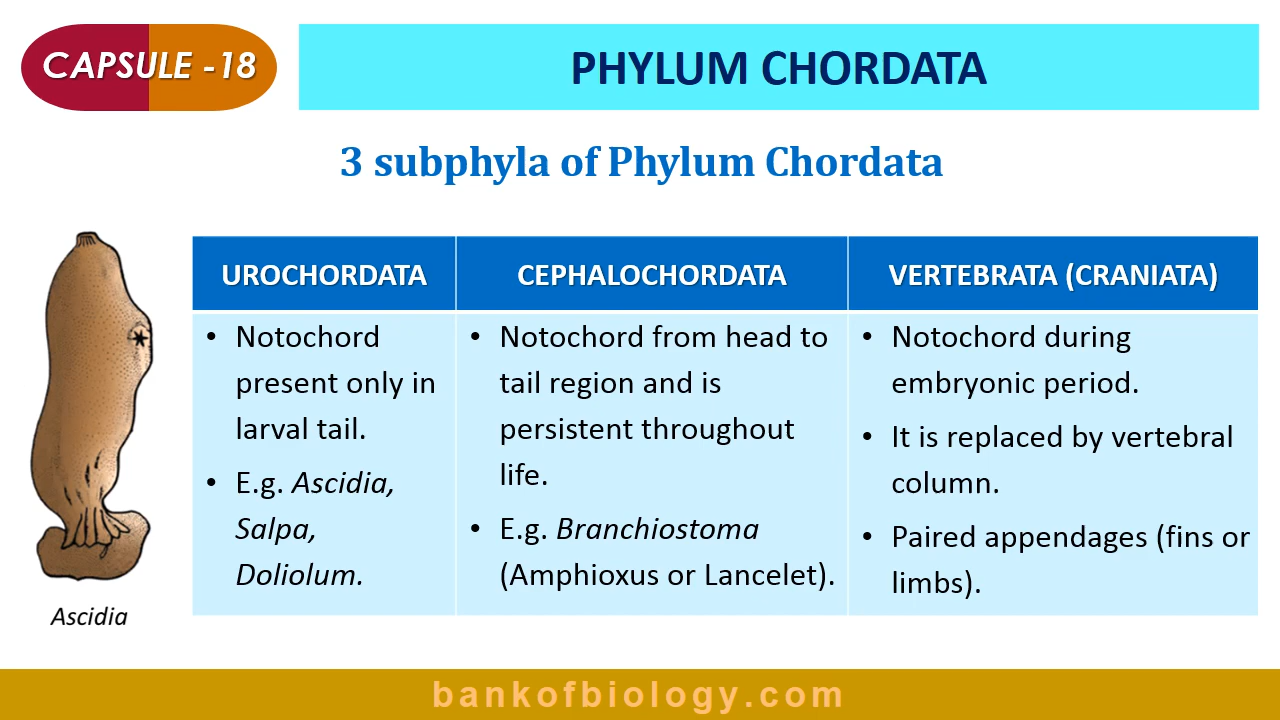 CAPSULE -18
PHYLUM CHORDATA
3 subphyla of Phylum Chordata
UROCHORDATA
• Notochord
present only in
larval tail.
• E.g. Ascidia,
Salpa,
Doliolum.
CEPHALOCHORDATA
• Notochord from head to
tail region and is
persistent throughout
life.
• E.g. Branchiostoma
(Amphioxus or Lancelet).
VERTEBRATA (CRANIATA)
• Notochord during
embryonic period.
• It is replaced by vertebral
column.
• Paired appendages (fins or
limbs).
Ascidia
bankofbiology.com